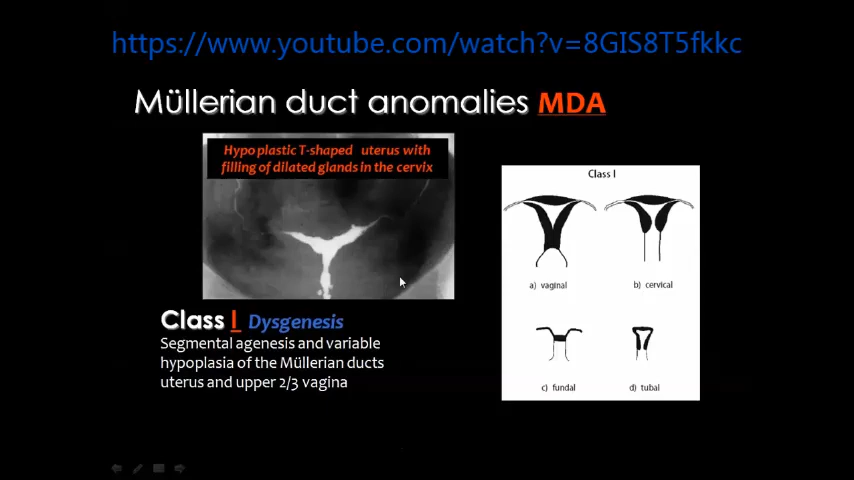 https://www.youtube.com/watch?v=8GIS8T5fkkc
Müllerian duct anomalies MDA
Hypoplastic T-shaped uterus with
filling of dilated glands in the cervix
Class I Dysgenesis
Segmental agenesis and variable
hypoplasia of the Müllerian ducts
uterus and upper 2/3 vagina
Class I
a) vaginal
b) cervical
c) fundal
d) tubal